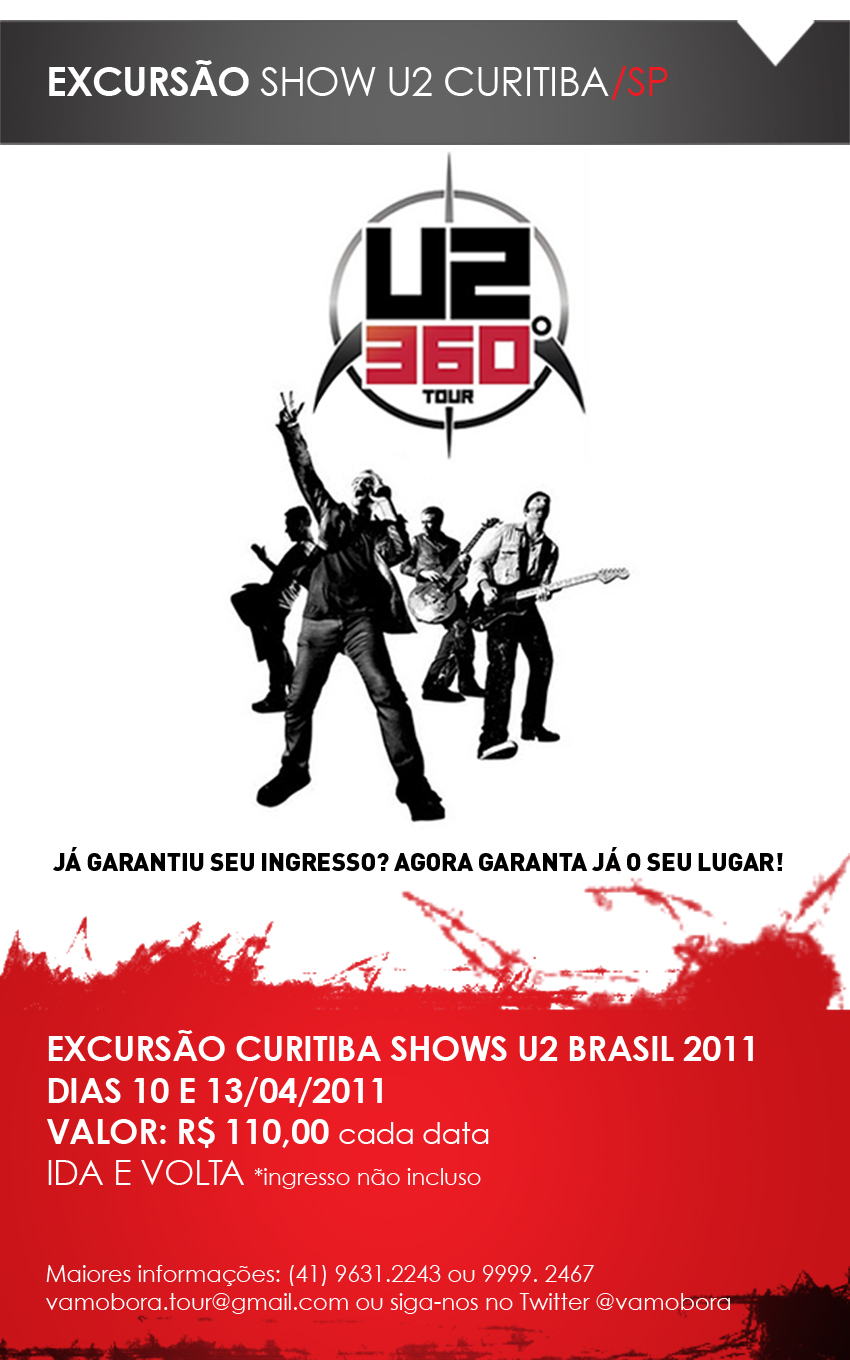 EXCURSÃO SHOW U2 CURITIBA/SP
U2
360°
TOUR
JÁ GARANTIU SEU INGRESSO? AGORA GARANTA JÁ O SEU LUGAR!
EXCURSÃO CURITIBA SHOWS U2 BRASIL 2011
DIAS 10 E 13/04/2011
VALOR: R$ 110,00 cada data
IDA E VOLTA *ingresso não incluso
Maiores informações: (41) 9631.2243 ou 9999. 2467
vamobora.tour@gmail.com ou siga-nos no Twitter @vamobora